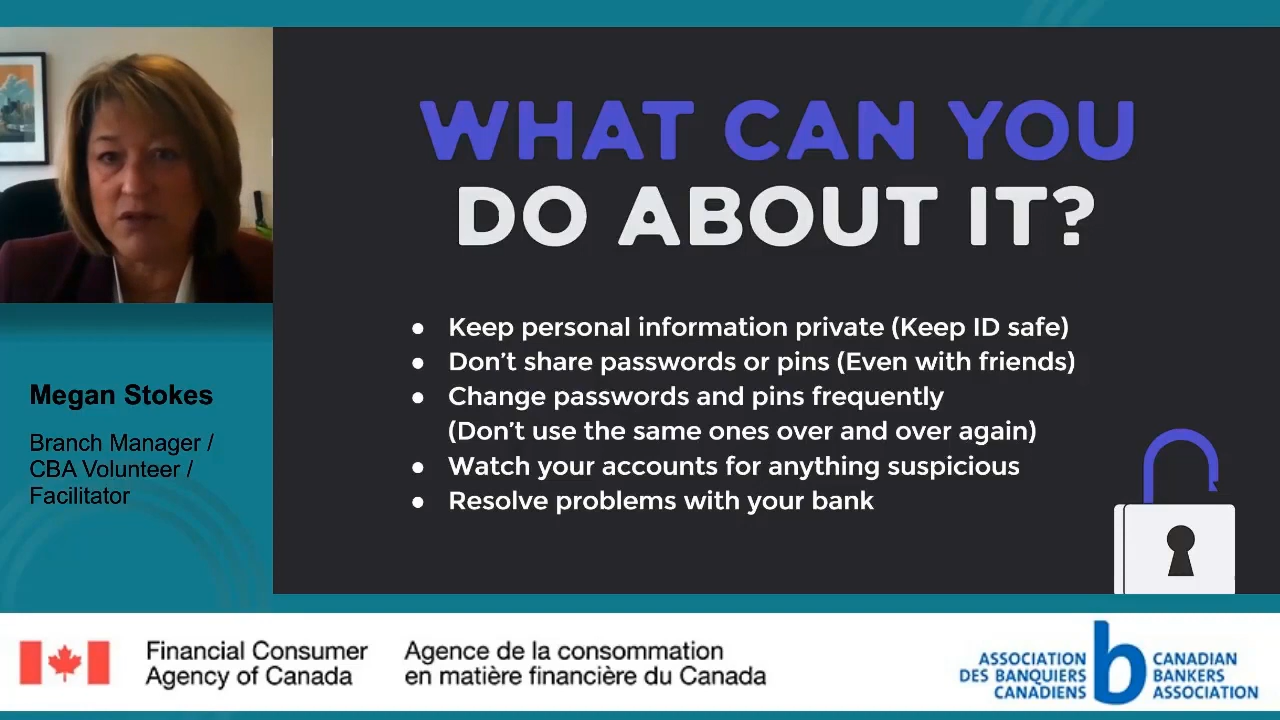 WHAT CAN YOU
DO ABOUT IT?
● Keep personal information private (Keep ID safe)
● Don’t share passwords or pins (Even with friends)
● Change passwords and pins frequently
(Don’t use the same ones over and over again)
● Watch your accounts for anything suspicious
● Resolve problems with your bank
Megan Stokes
Branch Manager /
CBA Volunteer /
Facilitator
Financial Consumer
Agency of Canada
Agence de la consommation
en matière financière du Canada
ASSOCIATION
DES BANQUIERS
CANADIENS
b
CANADIAN
BANKERS
ASSOCIATION